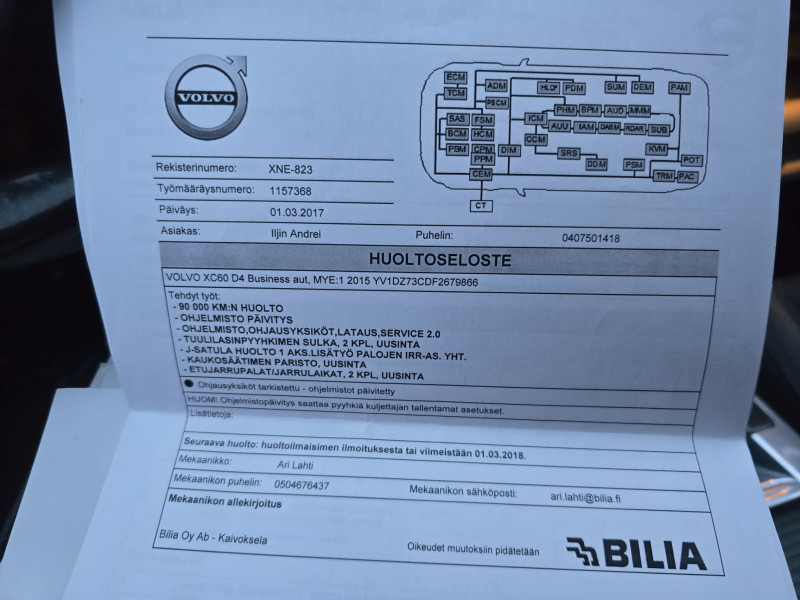 VOLVO
ECM
TCM
ADM
PSCM
HLDF
PDM
SUM
DEM
PAM
PHM
BPM
AUD
MMM
SAS
FSM
ICM
AUU
IAM
DABM
RDAR
SUB
BCM
HCM
CCM
PBM
CPM
DIM
SRS
KVM
PPM
DDM
PSM
POT
CEM
TRM
PAC
CT
Rekisterinumero: XNE-823
Työmääräysnumero: 1157368
Päiväys: 01.03.2017
Asiakas: Iljin Andrei Puhelin: 0407501418
HUOLTOSELOSTE
VOLVO XC60 D4 Business aut, MYE:1 2015 YV1DZ73CDF2679866
Tehdyt työt:
- 90 000 KM:N HUOLTO
- OHJELMISTO PÄIVITYS
- OHJELMISTO,OHJAUSYKSIKÖT,LATAUS,SERVICE 2.0
- TUULILASINPYYHKIMEN SULKA, 2 KPL, UUSINTA
- J-SATULA HUOLTO 1 AKS.LISÄTYÖ PALOJEN IRR-AS. YHT.
- KAUKOSÄÄTIMEN PARISTO, UUSINTA
- ETUJARRUPALAT/JARRULAIKAT, 2 KPL, UUSINTA
● Ohjausyksiköt tarkistettu - ohjelmistot päivitetty
HUOM! Ohjelmistopäivitys saattaa pyyhkiä kuljettajan tallentamat asetukset.
Lisätietoja:
Seuraava huolto: huoltoilmaisimen ilmoituksesta tai viimeistään 01.03.2018.
Mekaanikko: Ari Lahti
Mekaanikon puhelin: 0504676437 Mekaanikon sähköposti: ari.lahti@bilia.fi
Mekaanikon allekirjoitus
Bilia Oy Ab - Kaivoksela Oikeudet muutoksiin pidätetään BILIA